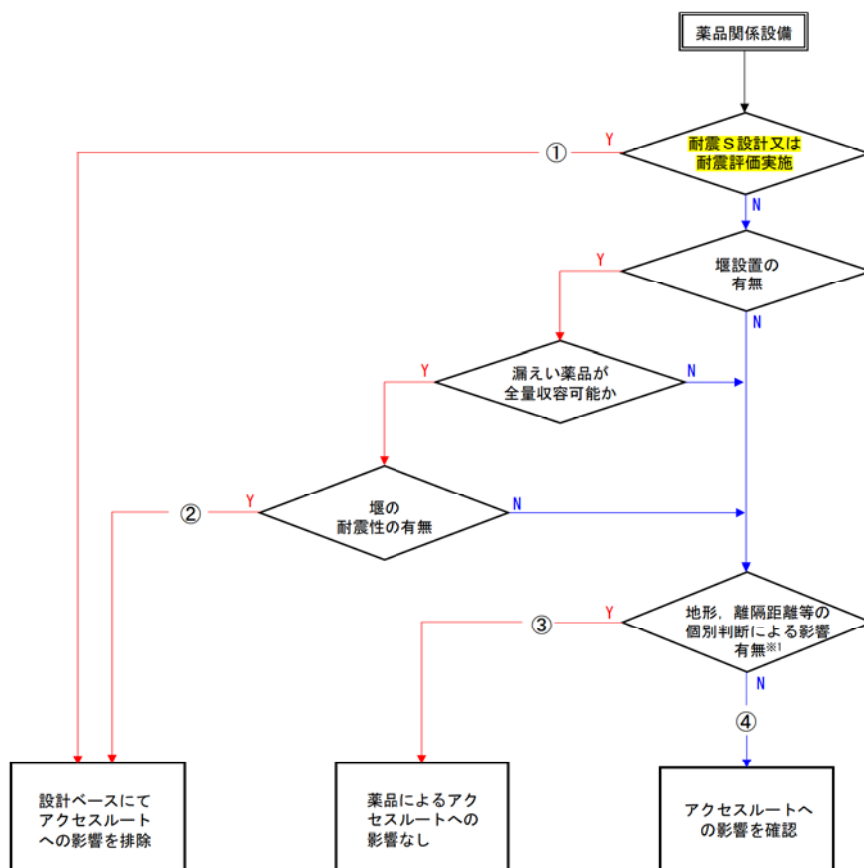 薬品関係設備
Y
①
耐震S設計又は
耐震評価実施
N
Y
堰設置の
有無
N
Y
漏えい薬品が
全量収容可能か
N
Y
②
堰の
耐震性の有無
N
Y
③
地形,離隔距離等の
個別判断による影響
有無※1
N
④
設計ベースにて
アクセスルート
への影響を排除
薬品によるアク
セスルートへの
影響なし
アクセスルートへ
の影響を確認